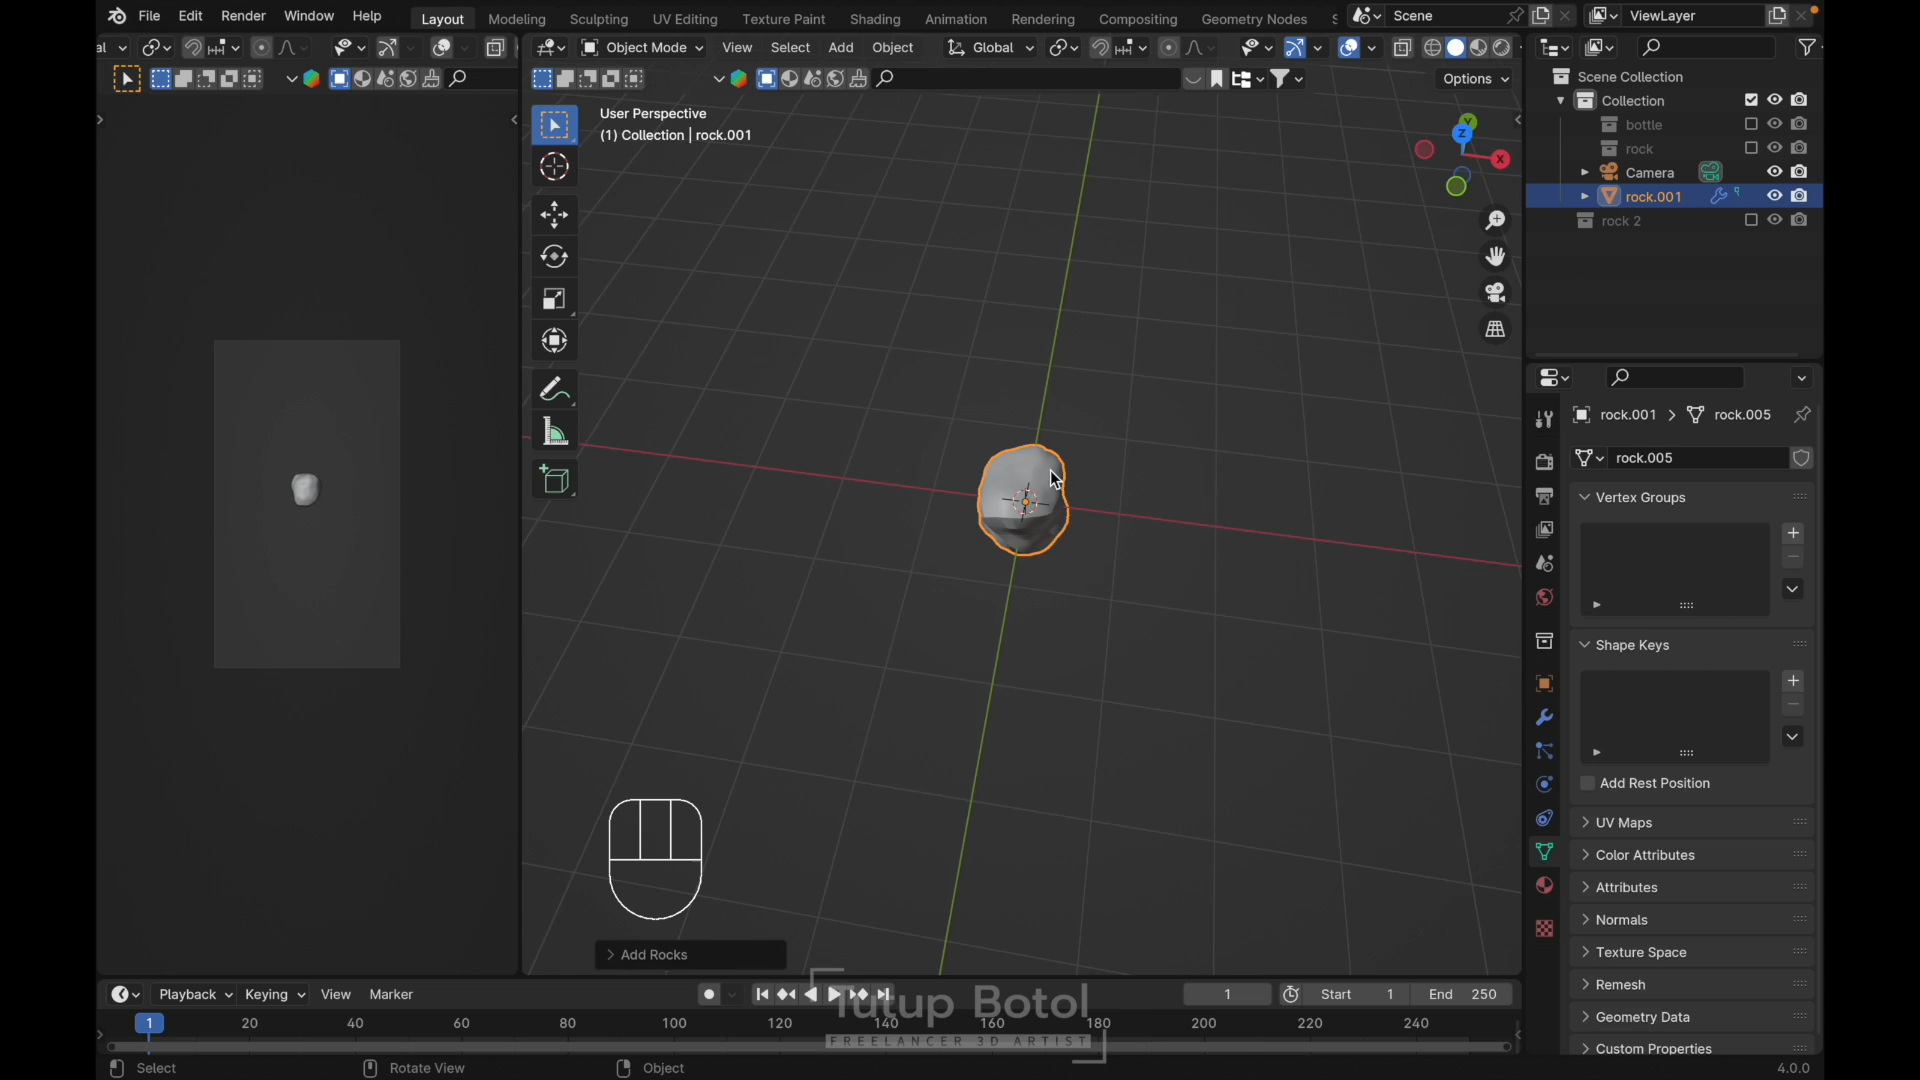 File Edit Render Window Help Layout Modeling Sculpting UV Editing Texture Paint Shading Animation Rendering Compositing Geometry Nodes S Scene ViewLayer
al Object Mode View Select Add Object Global
Options
User Perspective
(1) Collection | rock.001
Y
Z
X
Scene Collection
Collection
bottle
rock
Camera
rock.001
rock 2
rock.001 > rock.005
rock.005
Vertex Groups
Shape Keys
Add Rest Position
UV Maps
Color Attributes
Attributes
Normals
Texture Space
Remesh
Geometry Data
Custom Properties
Add Rocks
Playback Keying View Marker 1 Start 1 End 250
Tutup Botol
FREELANCER 3D ARTIST
1 20 40 60 80 100 120 140 160 180 200 220 240
Select Rotate View Object 4.0.0